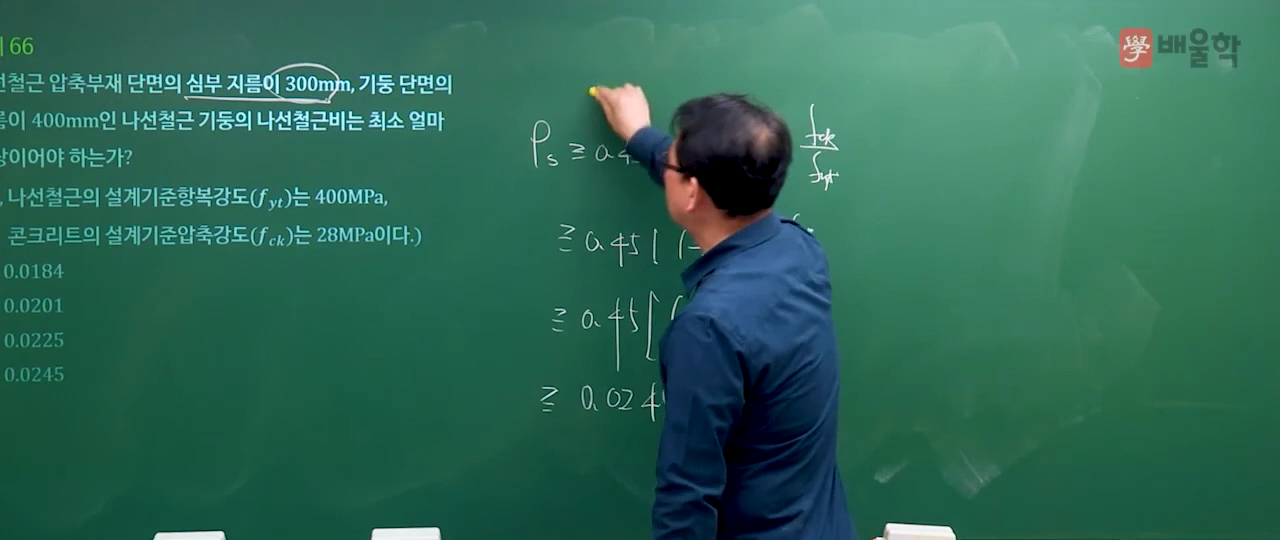 66
學 배울학
선철근 압축부재 단면의 심부 지름이 300mm, 기둥 단면의
름이 400mm인 나선철근 기둥의 나선철근비는 최소 얼마
상이어야 하는가?
, 나선철근의 설계기준항복강도(f_yt)는 400MPa,
콘크리트의 설계기준압축강도(f_ck)는 28MPa이다.)
0.0184
0.0201
0.0225
0.0245
ρs ≥ 0.45 fck/fyt
≥ 0.45 [ (
≥ 0.45 [ (
≥ 0.024